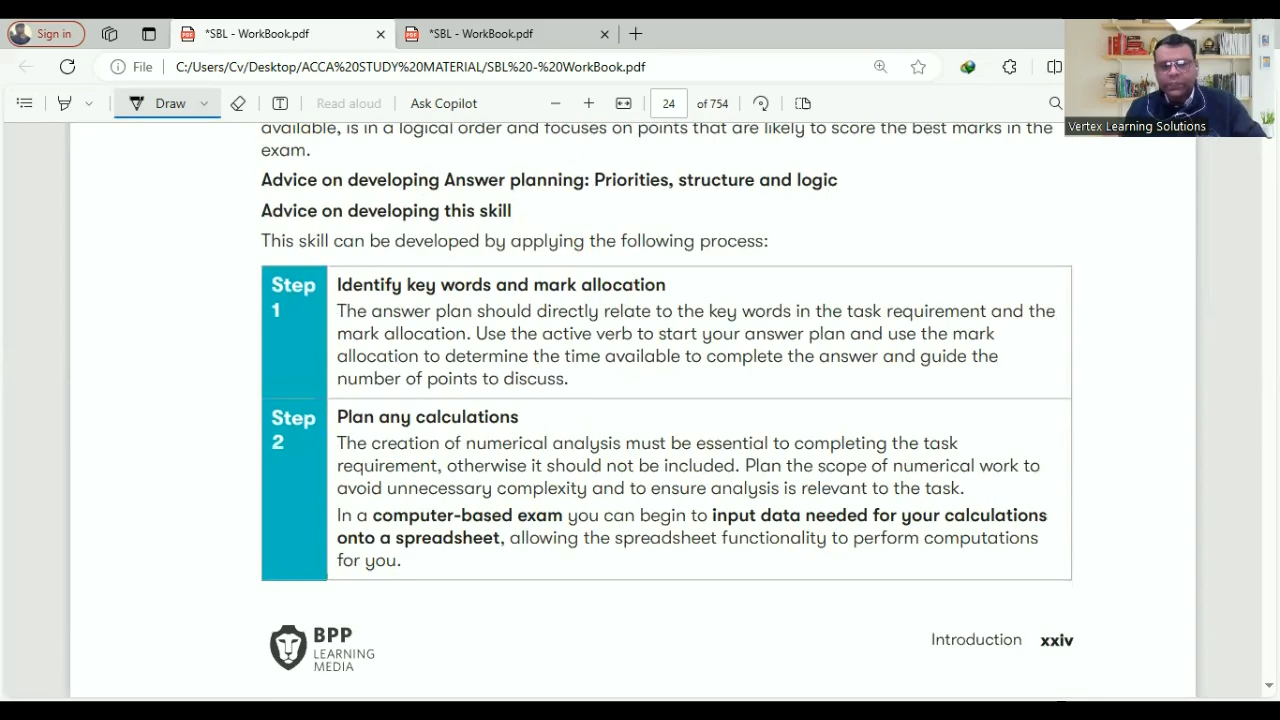 Sign in
*SBL - WorkBook.pdf
*SBL - WorkBook.pdf
File
C:/Users/Cv/Desktop/ACCA%20STUDY%20MATERIAL/SBL%20-%20WorkBook.pdf
Draw
Read aloud
Ask Copilot
24
of 754
Vertex Learning Solutions
available, is in a logical order and focuses on points that are likely to score the best marks in the
exam.
Advice on developing Answer planning: Priorities, structure and logic
Advice on developing this skill
This skill can be developed by applying the following process:
Step
1
Identify key words and mark allocation
The answer plan should directly relate to the key words in the task requirement and the
mark allocation. Use the active verb to start your answer plan and use the mark
allocation to determine the time available to complete the answer and guide the
number of points to discuss.
Step
2
Plan any calculations
The creation of numerical analysis must be essential to completing the task
requirement, otherwise it should not be included. Plan the scope of numerical work to
avoid unnecessary complexity and to ensure analysis is relevant to the task.
In a computer-based exam you can begin to input data needed for your calculations
onto a spreadsheet, allowing the spreadsheet functionality to perform computations
for you.
BPP
LEARNING
MEDIA
Introduction xxiv